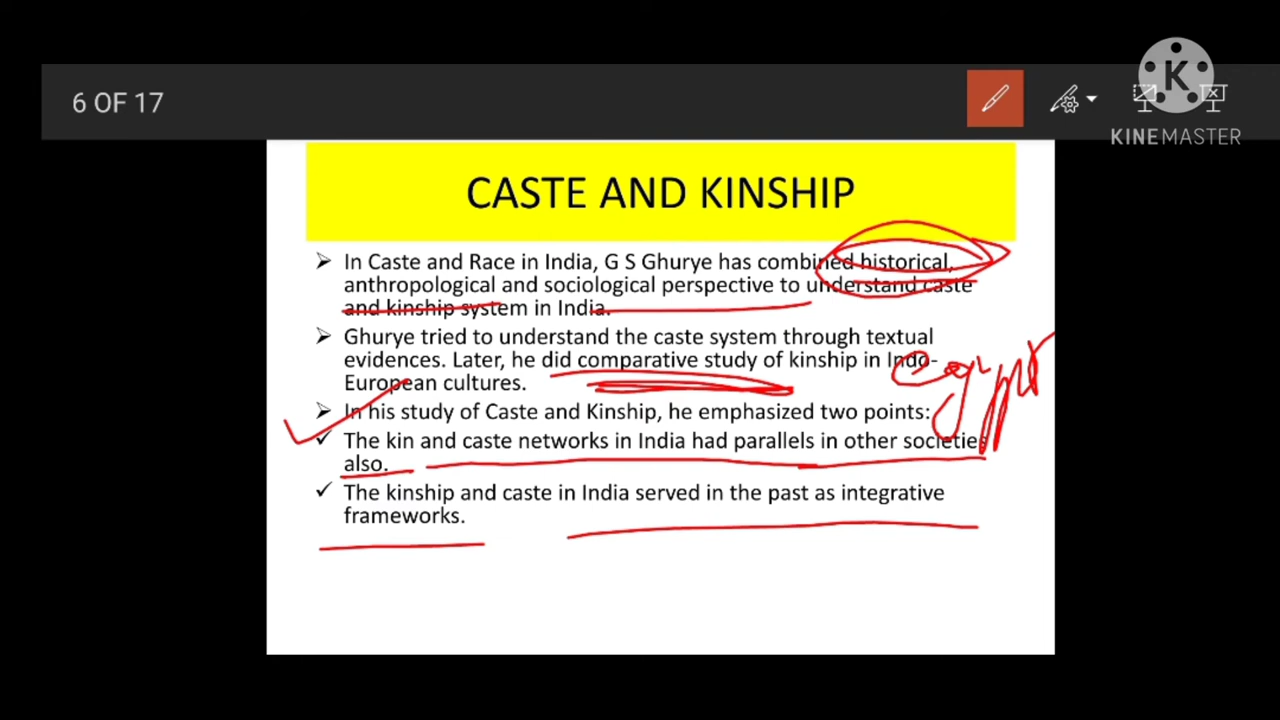 6 OF 17
K
KINEMASTER
CASTE AND KINSHIP
➤ In Caste and Race in India, G S Ghurye has combined historical,
anthropological and sociological perspective to understand caste
and kinship system in India.
➤ Ghurye tried to understand the caste system through textual
evidences. Later, he did comparative study of kinship in Indo-
European cultures.
egypt
➤ In his study of Caste and Kinship, he emphasized two points:
✓ The kin and caste networks in India had parallels in other societies
also.
✓ The kinship and caste in India served in the past as integrative
frameworks.